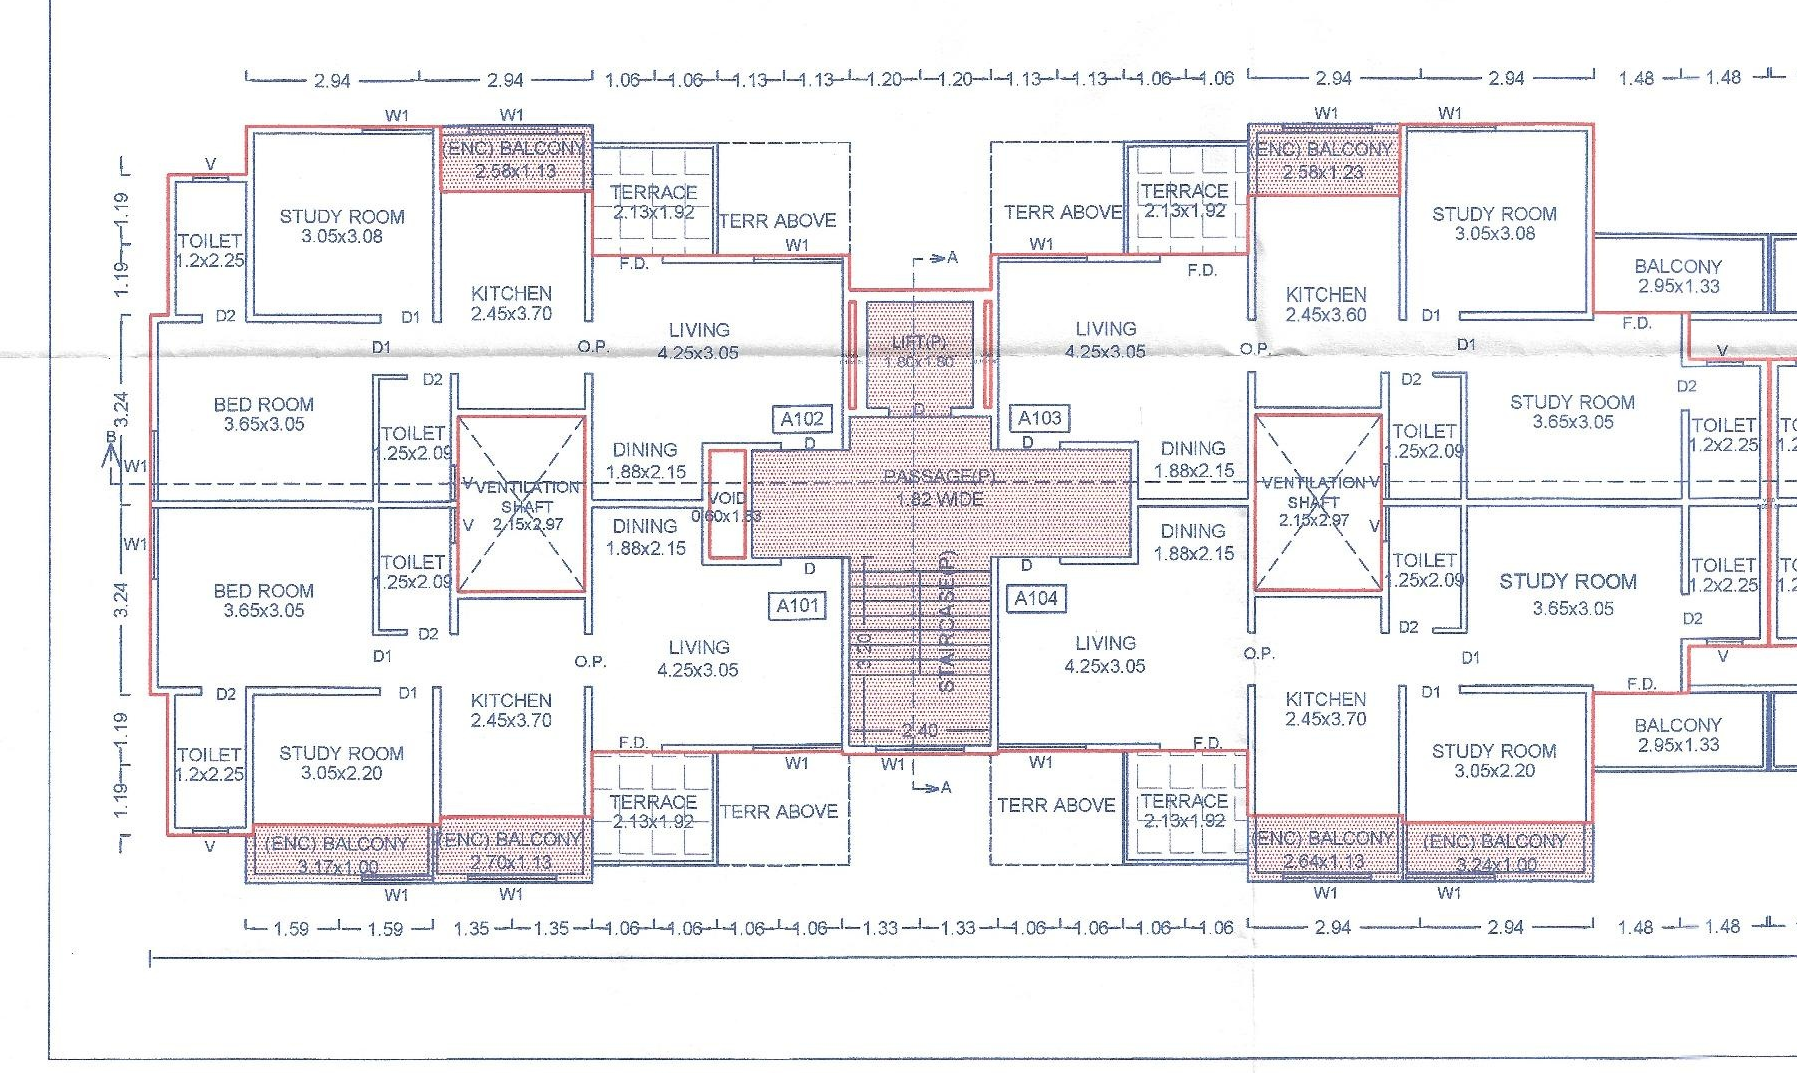 2.94 2.94 1.06 1.06 1.13 1.13 1.20 1.20 1.13 1.13 1.06 1.06 2.94 2.94 1.48 1.48
W1 W1 W1 W1
(ENC) BALCONY
2.58x1.13
(ENC) BALCONY
2.58x1.23
V
1.19
1.19
TERRACE
2.13x1.92
TERR ABOVE
TERR ABOVE
TERRACE
2.13x1.92
STUDY ROOM
3.05x3.08
STUDY ROOM
3.05x3.08
TOILET
1.2x2.25
W1 W1
F.D. F.D.
A
BALCONY
2.95x1.33
KITCHEN
2.45x3.70
KITCHEN
2.45x3.60
D2 D1 D1 F.D.
LIVING
4.25x3.05
LIFT(P)
1.80x1.80
LIVING
4.25x3.05
D1 O.P. O.P. D1 V
D2 D2 D2
3.24
BED ROOM
3.65x3.05
STUDY ROOM
3.65x3.05
A102 D A103
TOILET
1.25x2.09
TOILET
1.25x2.09
TOILET
1.2x2.25
B
D D
DINING
1.88x2.15
DINING
1.88x2.15
W1
V V
VENTILATION
SHAFT
2.15x2.97
VOID
0.60x1.83
PASSAGE(P)
1.82 WIDE
VENTILATION
SHAFT
2.15x2.97
W1 V V
DINING
1.88x2.15
DINING
1.88x2.15
D D
TOILET
1.25x2.09
TOILET
1.25x2.09
TOILET
1.2x2.25
3.24
BED ROOM
3.65x3.05
STUDY ROOM
3.65x3.05
A101 A104
STAIRCASE(P)
3.20
D2 D2 D2
D1 O.P. O.P. D1 V
LIVING
4.25x3.05
LIVING
4.25x3.05
D2 D1 D1 F.D.
KITCHEN
2.45x3.70
KITCHEN
2.45x3.70
1.19
1.19
2.40
BALCONY
2.95x1.33
F.D. F.D.
TOILET
1.2x2.25
STUDY ROOM
3.05x2.20
W1 W1 W1
STUDY ROOM
3.05x2.20
A
TERRACE
2.13x1.92
TERR ABOVE
TERR ABOVE
TERRACE
2.13x1.92
V
(ENC) BALCONY
3.17x1.00
(ENC) BALCONY
2.70x1.13
(ENC) BALCONY
2.64x1.13
(ENC) BALCONY
3.24x1.00
W1 W1 W1 W1
1.59 1.59 1.35 1.35 1.06 1.06 1.06 1.06 1.33 1.33 1.06 1.06 1.06 1.06 2.94 2.94 1.48 1.48